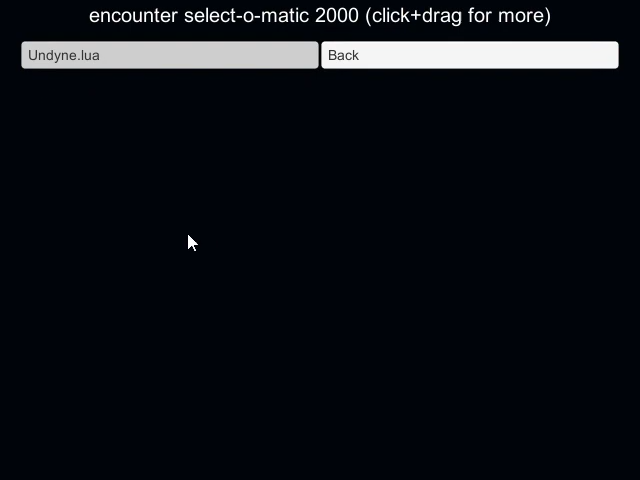 encounter select-o-matic 2000 (click+drag for more)
Undyne.lua
Back